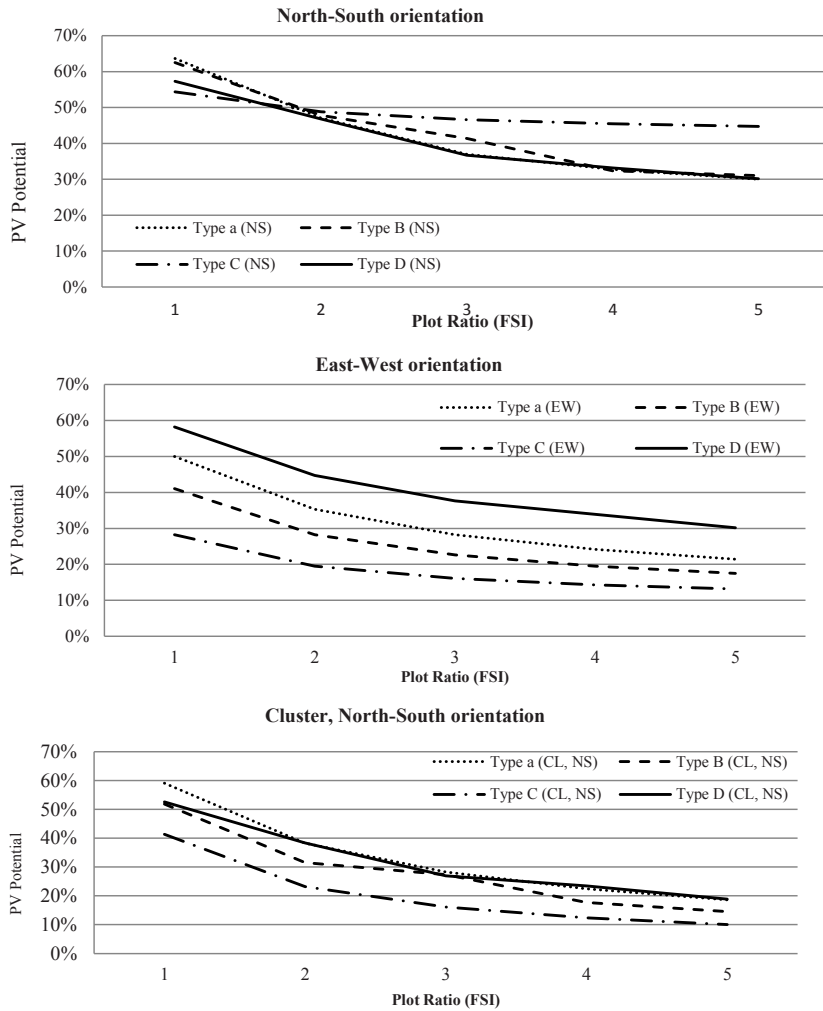 North-South orientation
70%
60%
50%
40%
30%
20%
10%
0%
PV Potential
Type a (NS) Type B (NS)
Type C (NS) Type D (NS)
1 2 3 4 5
Plot Ratio (FSI)
East-West orientation
70%
60%
50%
40%
30%
20%
10%
0%
PV Potential
Type a (EW) Type B (EW)
Type C (EW) Type D (EW)
1 2 3 4 5
Plot Ratio (FSI)
Cluster, North-South orientation
70%
60%
50%
40%
30%
20%
10%
0%
PV Potential
Type a (CL, NS) Type B (CL, NS)
Type C (CL, NS) Type D (CL, NS)
1 2 3 4 5
Plot Ratio (FSI)